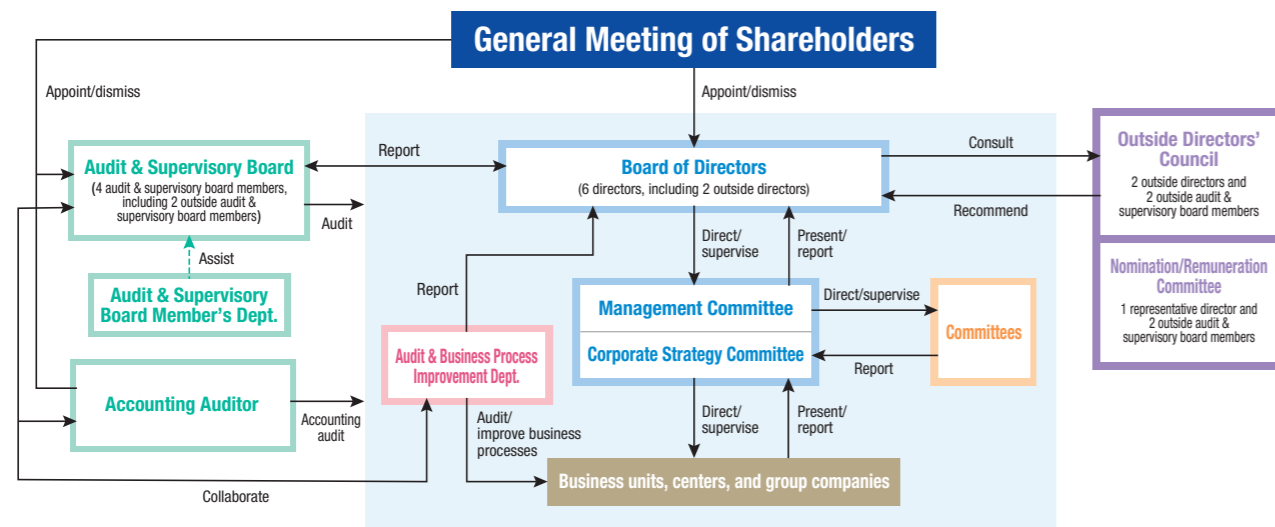 General Meeting of Shareholders
Appoint/dismiss
Appoint/dismiss
Audit & Supervisory Board
(4 audit & supervisory board members,
including 2 outside audit &
supervisory board members)
Report
Audit
Board of Directors
(6 directors, including 2 outside directors)
Consult
Recommend
Outside Directors’
Council
2 outside directors and
2 outside audit &
supervisory board members
Nomination/Remuneration
Committee
1 representative director and
2 outside audit &
supervisory board members
Assist
Audit & Supervisory
Board Member’s Dept.
Report
Direct/
supervise
Present/
report
Management Committee
Corporate Strategy Committee
Direct/supervise
Report
Committees
Audit & Business Process
Improvement Dept.
Accounting Auditor
Accounting
audit
Audit/
improve business
processes
Direct/
supervise
Present/
report
Business units, centers, and group companies
Collaborate